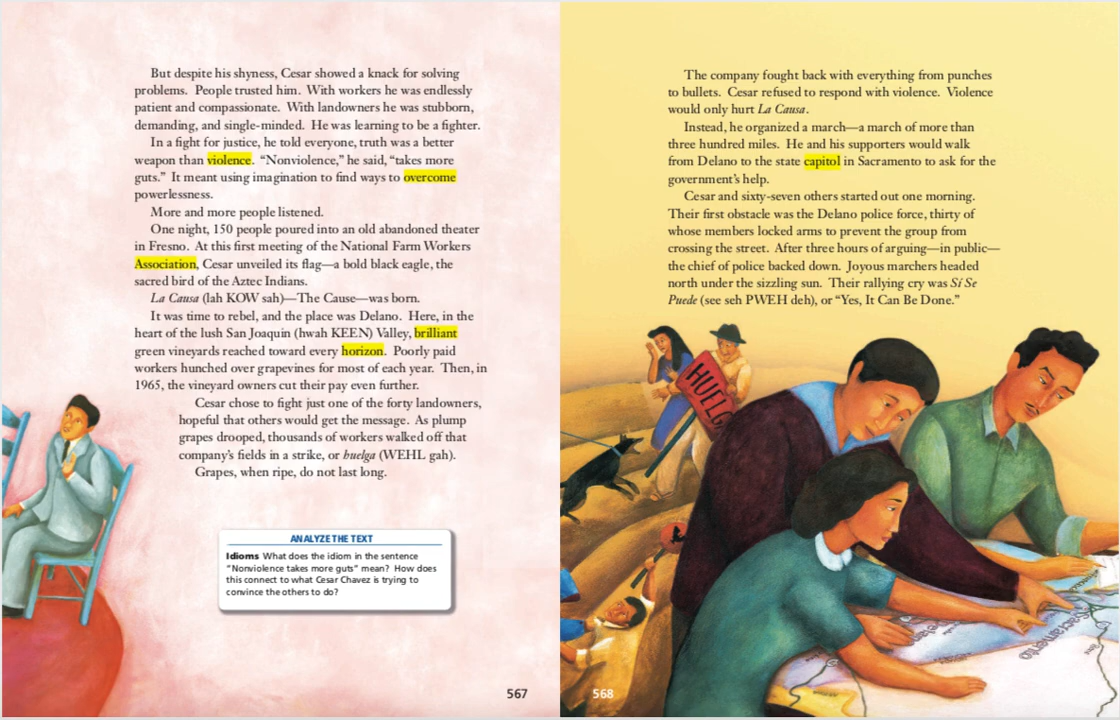 But despite his shyness, Cesar showed a knack for solving
problems. People trusted him. With workers he was endlessly
patient and compassionate. With landowners he was stubborn,
demanding, and single-minded. He was learning to be a fighter.
In a fight for justice, he told everyone, truth was a better
weapon than violence. “Nonviolence,” he said, “takes more
guts.” It meant using imagination to find ways to overcome
powerlessness.
More and more people listened.
One night, 150 people poured into an old abandoned theater
in Fresno. At this first meeting of the National Farm Workers
Association, Cesar unveiled its flag—a bold black eagle, the
sacred bird of the Aztec Indians.
La Causa (lah KOW sah)—The Cause—was born.
It was time to rebel, and the place was Delano. Here, in the
heart of the lush San Joaquin (hwah KEEN) Valley, brilliant
green vineyards reached toward every horizon. Poorly paid
workers hunched over grapevines for most of each year. Then, in
1965, the vineyard owners cut their pay even further.
Cesar chose to fight just one of the forty landowners,
hopeful that others would get the message. As plump
grapes drooped, thousands of workers walked off that
company’s fields in a strike, or huelga (WEHL gah).
Grapes, when ripe, do not last long.
ANALYZE THE TEXT
Idioms What does the idiom in the sentence
“Nonviolence takes more guts” mean? How does
this connect to what Cesar Chavez is trying to
convince the others to do?
567
The company fought back with everything from punches
to bullets. Cesar refused to respond with violence. Violence
would only hurt La Causa.
Instead, he organized a march—a march of more than
three hundred miles. He and his supporters would walk
from Delano to the state capitol in Sacramento to ask for the
government’s help.
Cesar and sixty-seven others started out one morning.
Their first obstacle was the Delano police force, thirty of
whose members locked arms to prevent the group from
crossing the street. After three hours of arguing—in public—
the chief of police backed down. Joyous marchers headed
north under the sizzling sun. Their rallying cry was Sí Se
Puede (see seh PWEH deh), or “Yes, It Can Be Done.”
HUELG
Sacramento
568